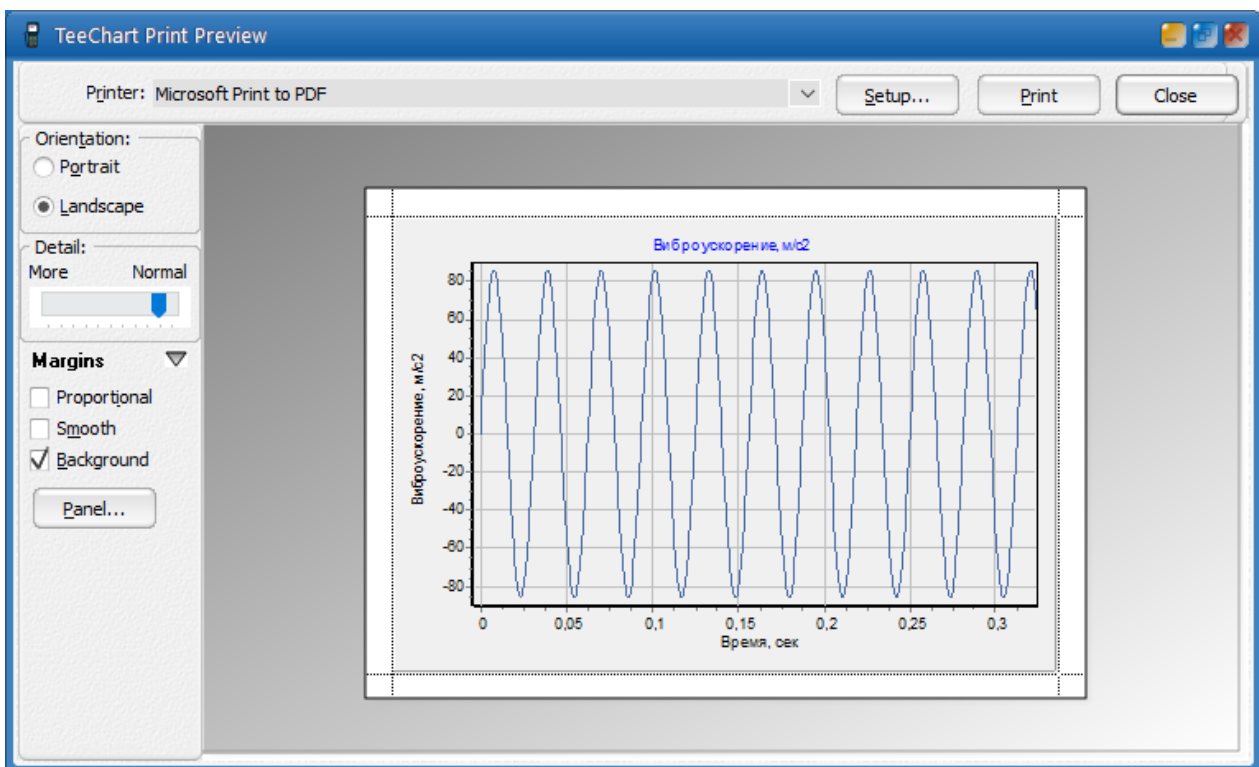 TeeChart Print Preview
Printer: Microsoft Print to PDF
Setup...
Print
Close
Orientation:
Portrait
Landscape
Detail:
More Normal
Margins
Proportional
Smooth
Background
Panel...
Виброускорение, м/с2
Виброускорение, м/с2
80
60
40
20
0
-20
-40
-60
-80
0 0,05 0,1 0,15 0,2 0,25 0,3
Время, сек